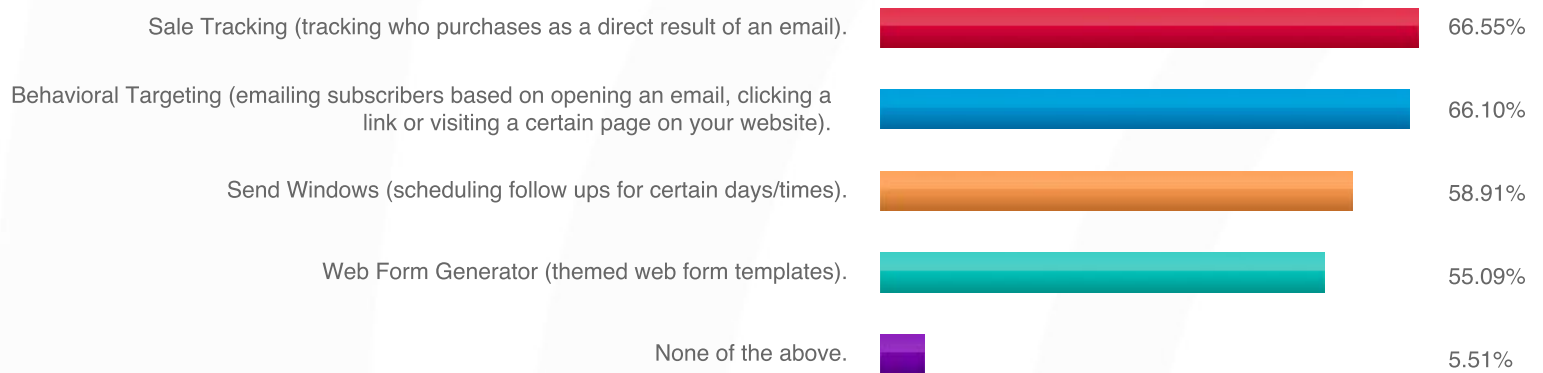 Sale Tracking (tracking who purchases as a direct result of an email). 66.55%
Behavioral Targeting (emailing subscribers based on opening an email, clicking a
link or visiting a certain page on your website). 66.10%
Send Windows (scheduling follow ups for certain days/times). 58.91%
Web Form Generator (themed web form templates). 55.09%
None of the above. 5.51%